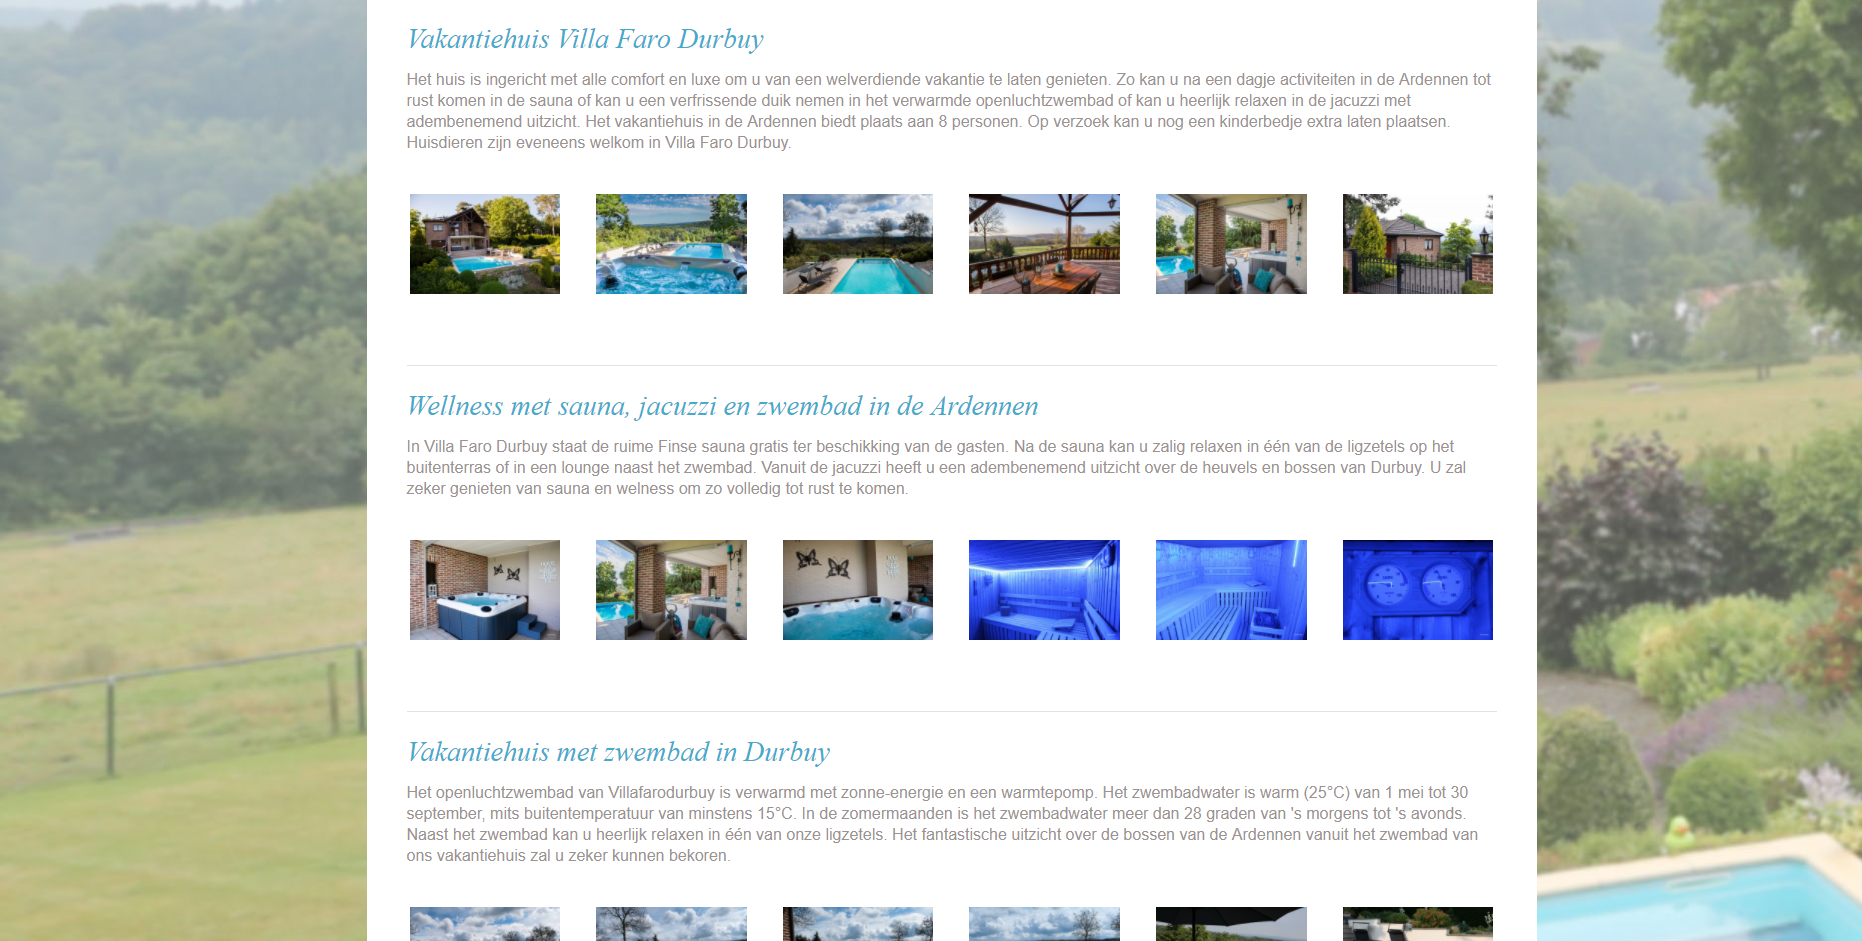 Vakantiehuis Villa Faro Durbuy
Het huis is ingericht met alle comfort en luxe om u van een welverdiende vakantie te laten genieten. Zo kan u na een dagje activiteiten in de Ardennen tot
rust komen in de sauna of kan u een verfrissende duik nemen in het verwarmde openluchtzwembad of kan u heerlijk relaxen in de jacuzzi met
adembenemend uitzicht. Het vakantiehuis in de Ardennen biedt plaats aan 8 personen. Op verzoek kan u nog een kinderbedje extra laten plaatsen.
Huisdieren zijn eveneens welkom in Villa Faro Durbuy.
Wellness met sauna, jacuzzi en zwembad in de Ardennen
In Villa Faro Durbuy staat de ruime Finse sauna gratis ter beschikking van de gasten. Na de sauna kan u zalig relaxen in één van de ligzetels op het
buitenterras of in een lounge naast het zwembad. Vanuit de jacuzzi heeft u een adembenemend uitzicht over de heuvels en bossen van Durbuy. U zal
zeker genieten van sauna en welness om zo volledig tot rust te komen.
Vakantiehuis met zwembad in Durbuy
Het openluchtzwembad van Villafarodurbuy is verwarmd met zonne-energie en een warmtepomp. Het zwembadwater is warm (25°C) van 1 mei tot 30
september, mits buitentemperatuur van minstens 15°C. In de zomermaanden is het zwembadwater meer dan 28 graden van 's morgens tot 's avonds.
Naast het zwembad kan u heerlijk relaxen in één van onze ligzetels. Het fantastische uitzicht over de bossen van de Ardennen vanuit het zwembad van
ons vakantiehuis zal u zeker kunnen bekoren.